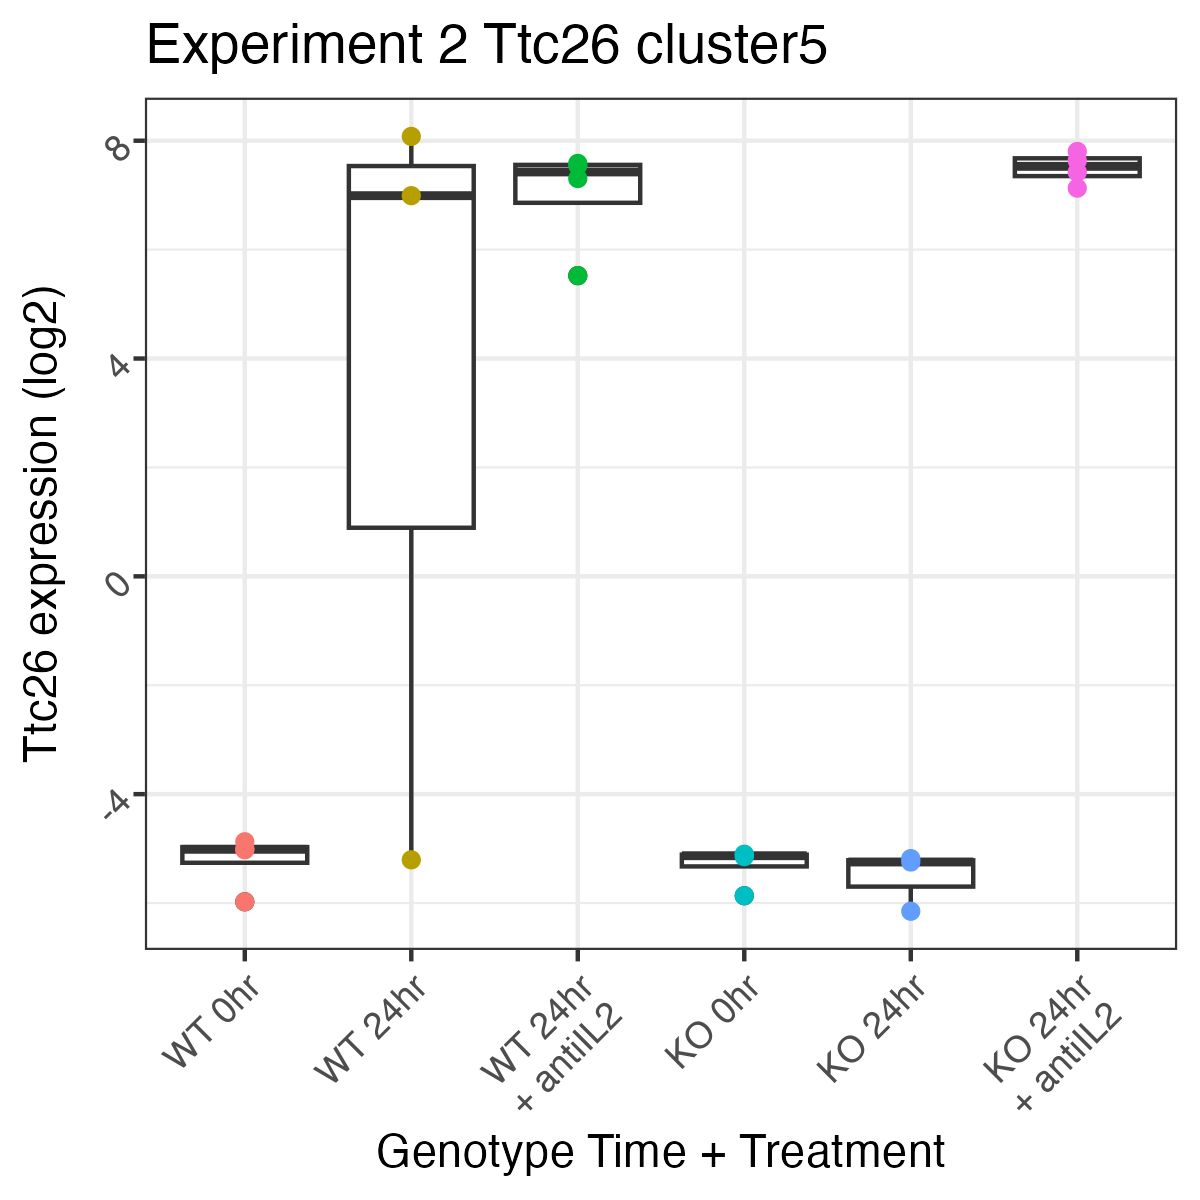 Experiment 2 Ttc26 cluster5
Ttc26 expression (log2)
8
4
0
-4
WT 0hr
WT 24hr
WT 24hr
+ antiIL2
KO 0hr
KO 24hr
KO 24hr
+ antiIL2
Genotype Time + Treatment